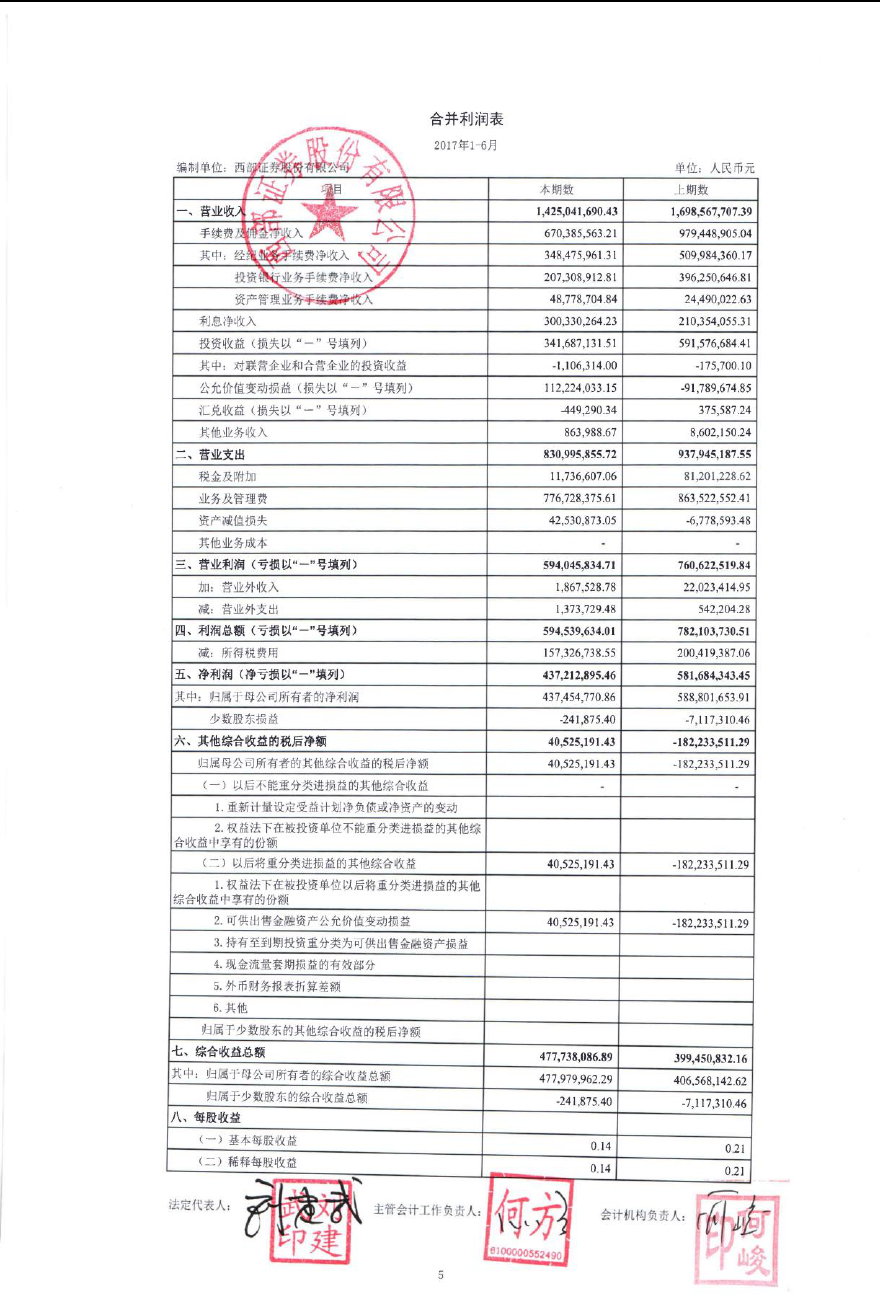 合并利润表
2017年1-6月
编制单位：西部证券股份有限公司 单位：人民币元
项目 本期数 上期数
一、营业收入 1,425,041,690.43 1,698,567,707.39
手续费及佣金净收入 670,385,563.21 979,448,905.04
其中：经纪业务手续费净收入 348,475,961.31 509,984,360.17
投资银行业务手续费净收入 207,308,912.81 396,250,646.81
资产管理业务手续费净收入 48,778,704.84 24,490,022.63
利息净收入 300,330,264.23 210,354,055.31
投资收益（损失以“－”号填列） 341,687,131.51 591,576,684.41
其中：对联营企业和合营企业的投资收益 -1,106,314.00 -175,700.10
公允价值变动损益（损失以“－”号填列） 112,224,033.15 -91,789,674.85
汇兑收益（损失以“－”号填列） -449,290.34 375,587.24
其他业务收入 863,988.67 8,602,150.24
二、营业支出 830,995,855.72 937,945,187.55
税金及附加 11,736,607.06 81,201,228.62
业务及管理费 776,728,375.61 863,522,552.41
资产减值损失 42,530,873.05 -6,778,593.48
其他业务成本 - -
三、营业利润（亏损以“－”号填列） 594,045,834.71 760,622,519.84
加：营业外收入 1,867,528.78 22,023,414.95
减：营业外支出 1,373,729.48 542,204.28
四、利润总额（亏损以“－”号填列） 594,539,634.01 782,103,730.51
减：所得税费用 157,326,738.55 200,419,387.06
五、净利润（净亏损以“－”填列） 437,212,895.46 581,684,343.45
其中：归属于母公司所有者的净利润 437,454,770.86 588,801,653.91
少数股东损益 -241,875.40 -7,117,310.46
六、其他综合收益的税后净额 40,525,191.43 -182,233,511.29
归属母公司所有者的其他综合收益的税后净额 40,525,191.43 -182,233,511.29
（一）以后不能重分类进损益的其他综合收益 - -
1.重新计量设定受益计划净负债或净资产的变动
2.权益法下在被投资单位不能重分类进损益的其他综
合收益中享有的份额
（二）以后将重分类进损益的其他综合收益 40,525,191.43 -182,233,511.29
1.权益法下在被投资单位以后将重分类进损益的其他
综合收益中享有的份额
2.可供出售金融资产公允价值变动损益 40,525,191.43 -182,233,511.29
3.持有至到期投资重分类为可供出售金融资产损益
4.现金流量套期损益的有效部分
5.外币财务报表折算差额
6.其他
归属于少数股东的其他综合收益的税后净额
七、综合收益总额 477,738,086.89 399,450,832.16
其中：归属于母公司所有者的综合收益总额 477,979,962.29 406,568,142.62
归属于少数股东的综合收益总额 -241,875.40 -7,117,310.46
八、每股收益
（一）基本每股收益 0.14 0.21
（二）稀释每股收益 0.14 0.21
西部证券股份有限公司
法定代表人： 刘建武 主管会计工作负责人： 何方 会计机构负责人： 何峻
刘建武印
何方
6100000552490
何峻印
5